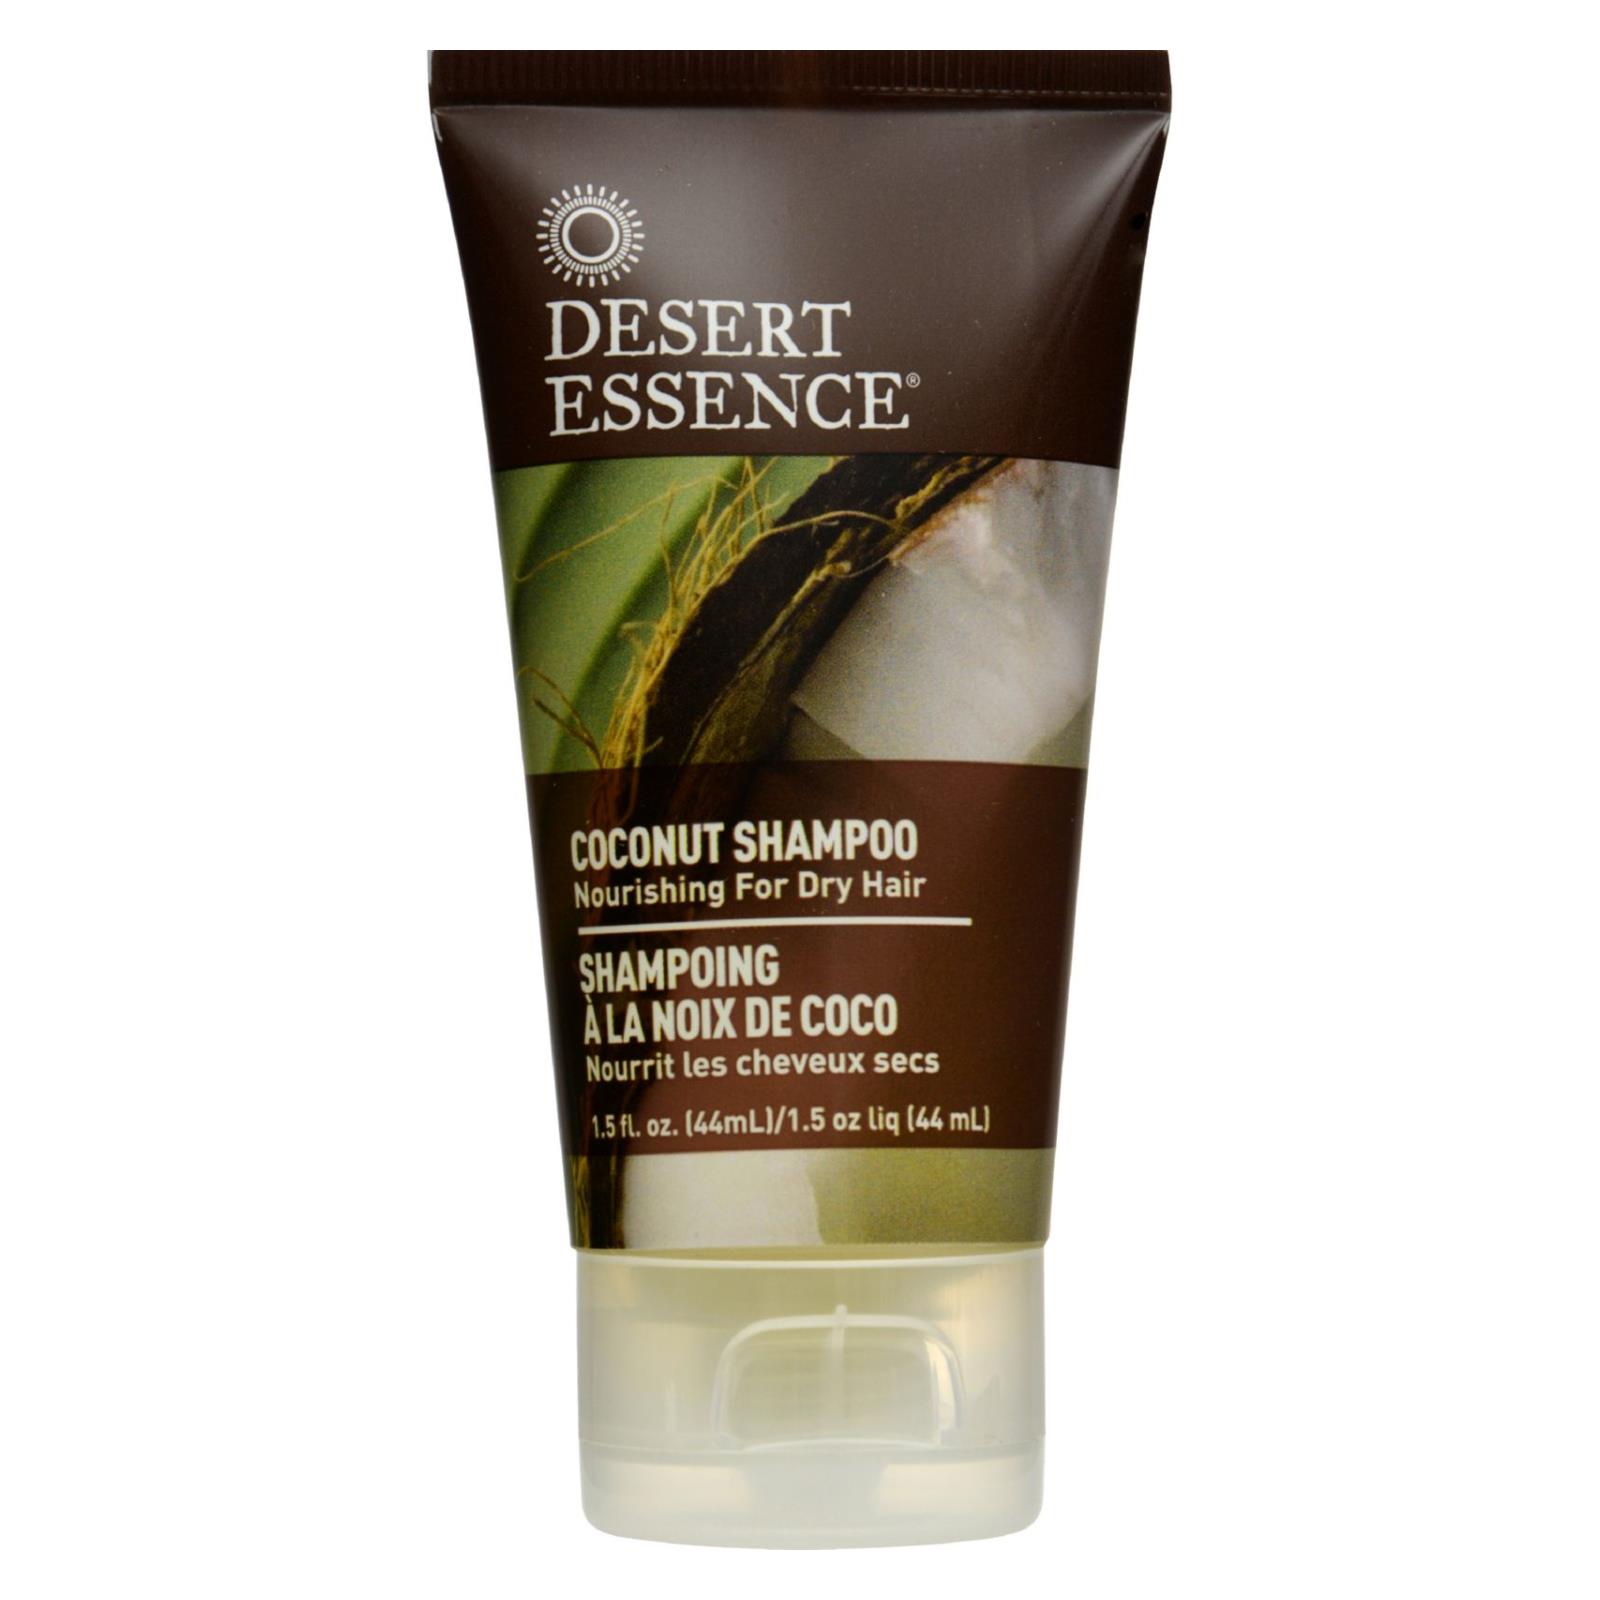 DESERT
ESSENCE®
COCONUT SHAMPOO
Nourishing For Dry Hair
SHAMPOING
À LA NOIX DE COCO
Nourrit les cheveux secs
1.5 fl. oz. (44mL)/1.5 oz liq (44 mL)